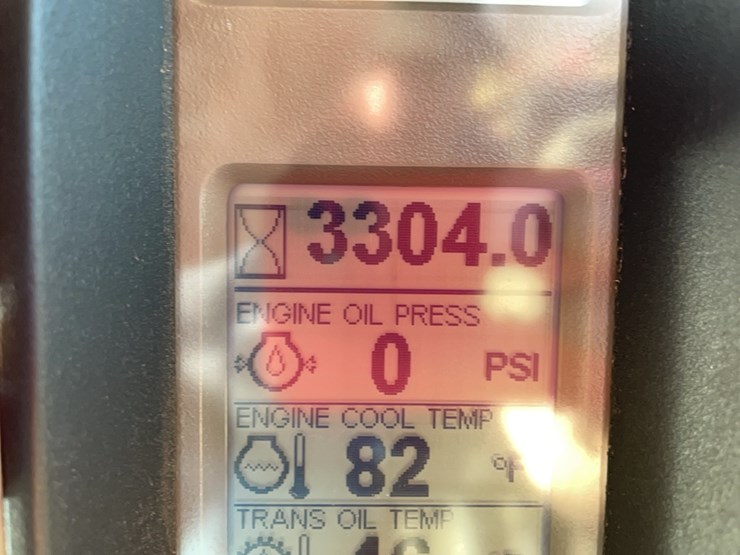 3304.0
ENGINE OIL PRESS
0 PSI
ENGINE COOL TEMP
82 °F
TRANS OIL TEMP